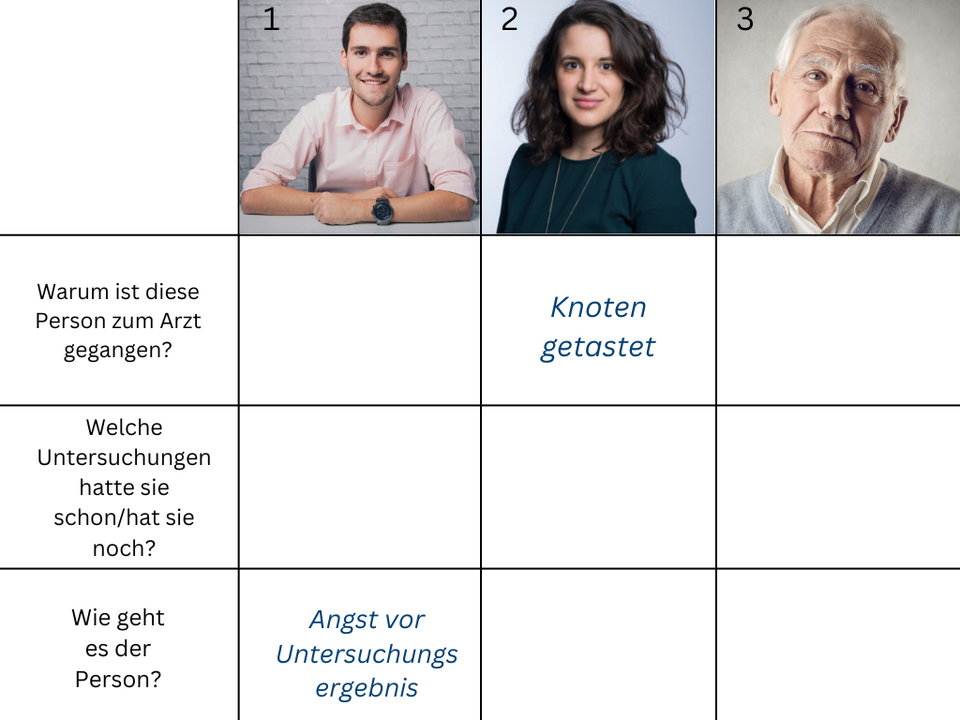 1
2
3
Warum ist diese
Person zum Arzt
gegangen?
Knoten
getastet
Welche
Untersuchungen
hatte sie
schon/hat sie
noch?
Wie geht
es der
Person?
Angst vor
Untersuchungs
ergebnis